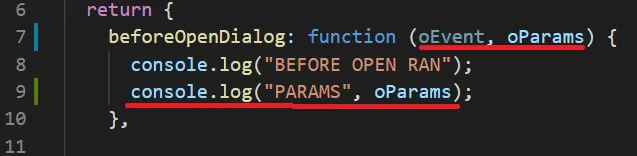 6 return {
7 beforeOpenDialog: function (oEvent, oParams) {
8 console.log("BEFORE OPEN RAN");
9 console.log("PARAMS", oParams);
10 },
11